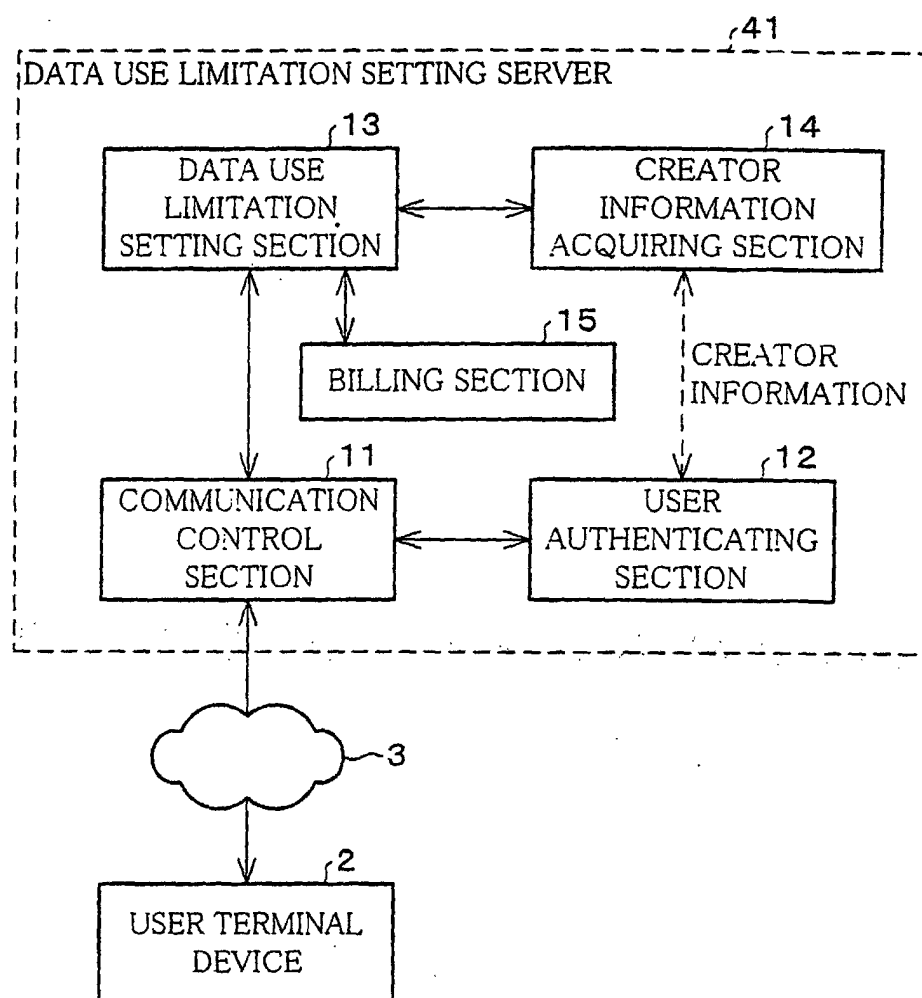 41
DATA USE LIMITATION SETTING SERVER
13
DATA USE
LIMITATION
SETTING SECTION
14
CREATOR
INFORMATION
ACQUIRING SECTION
15
BILLING SECTION
CREATOR
INFORMATION
11
COMMUNICATION
CONTROL
SECTION
12
USER
AUTHENTICATING
SECTION
3
2
USER TERMINAL
DEVICE